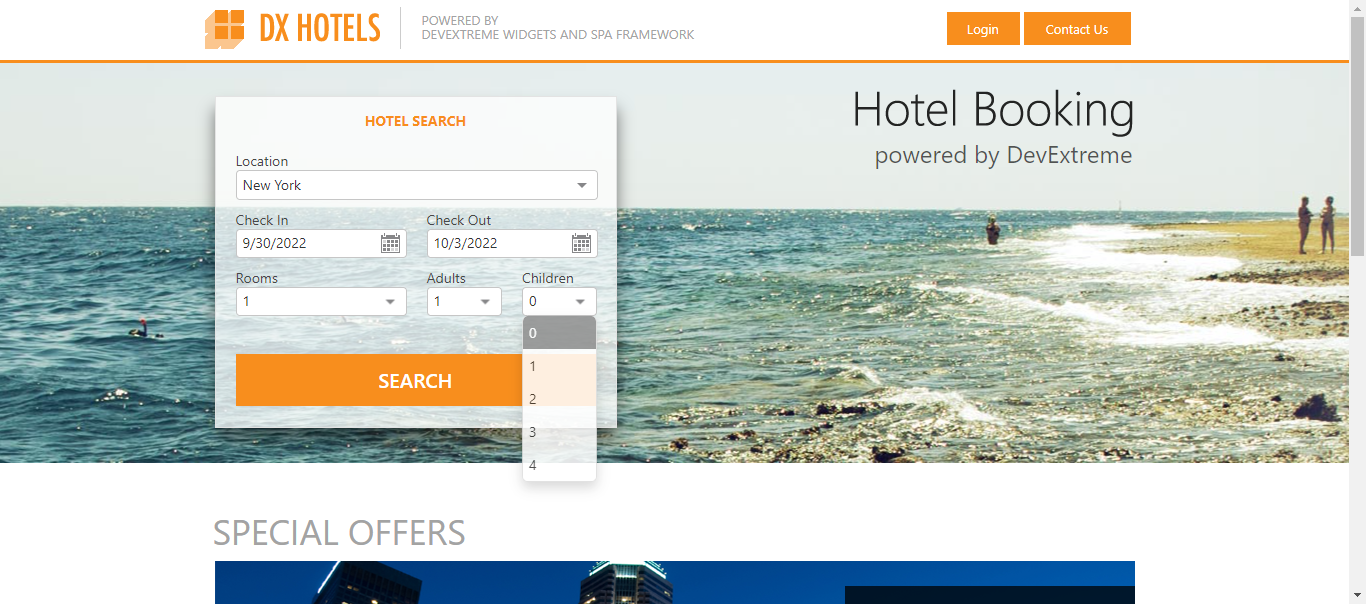 DX HOTELS
POWERED BY
DEVEXTREME WIDGETS AND SPA FRAMEWORK
Login
Contact Us
Hotel Booking
powered by DevExtreme
HOTEL SEARCH
Location
New York
Check In
Check Out
9/30/2022
10/3/2022
Rooms
Adults
Children
1
1
0
0
1
2
3
4
SEARCH
SPECIAL OFFERS